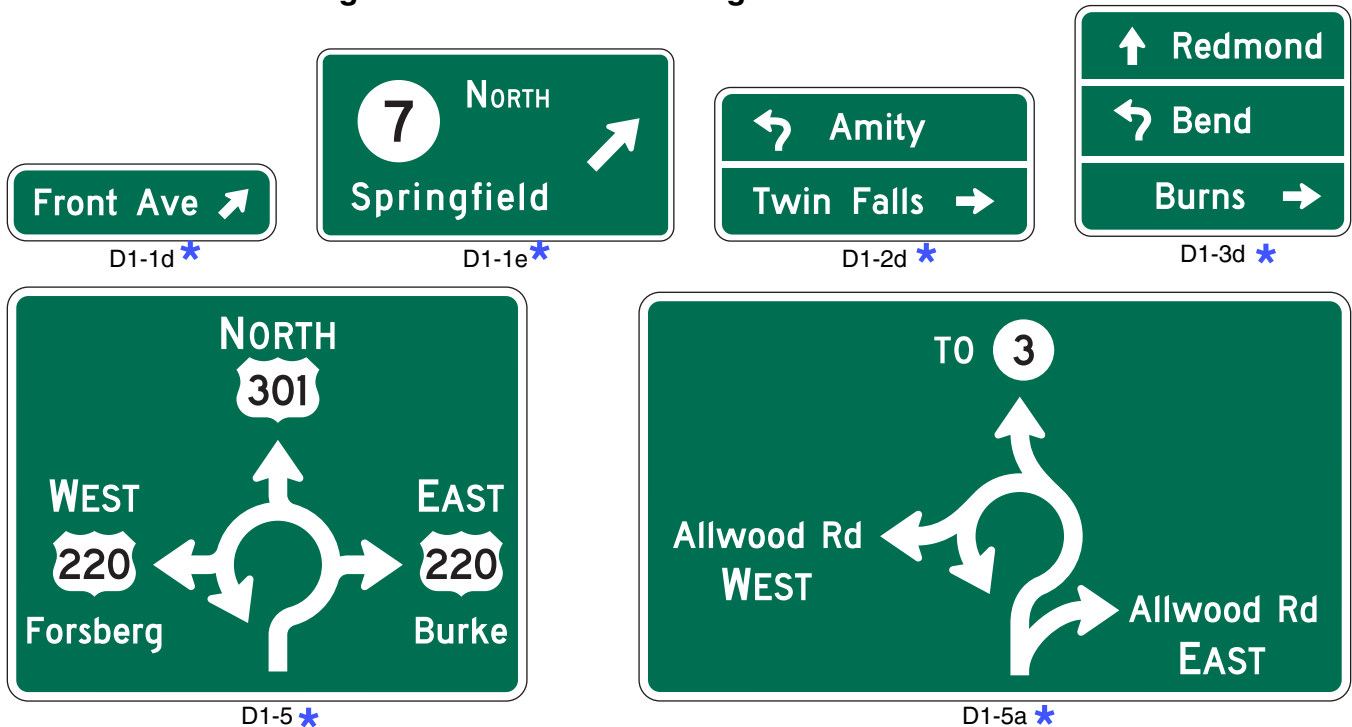 Front Ave
D1-1d *
7 NORTH
Springfield
D1-1e *
Amity
Twin Falls
D1-2d *
Redmond
Bend
Burns
D1-3d *
NORTH
301
WEST
220
Forsberg
EAST
220
Burke
D1-5 *
TO 3
Allwood Rd
WEST
Allwood Rd
EAST
D1-5a *